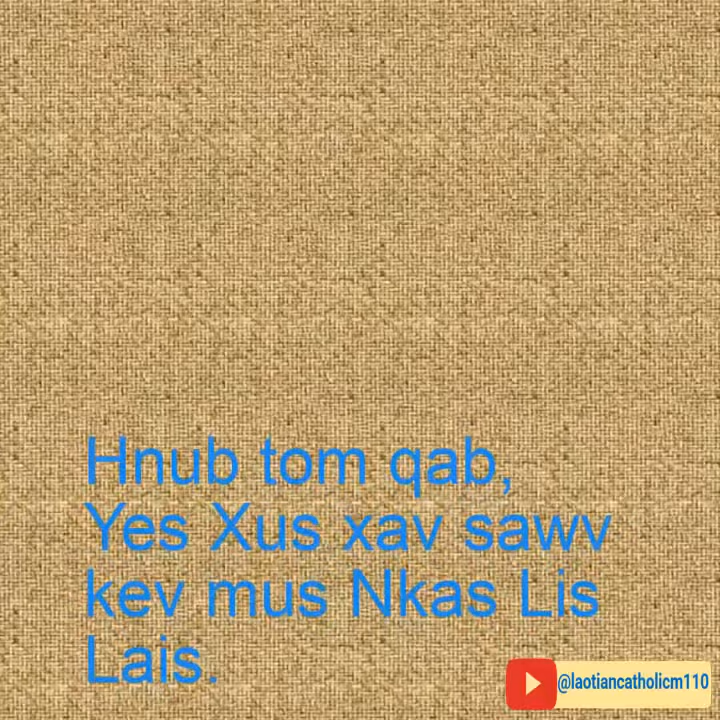 Hnub tom qab,
Yes Xus xav sawv
kev mus Nkas Lis
Lais.
@laotiancatholicm110